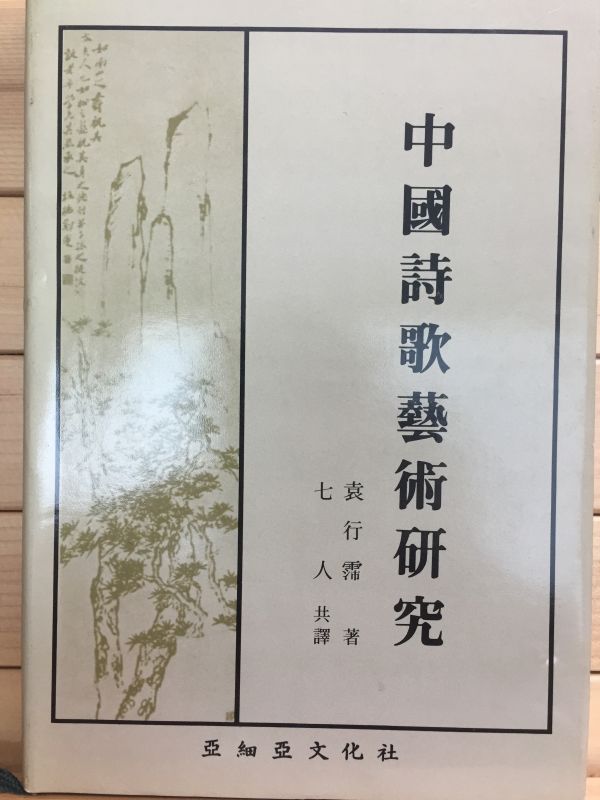 中國詩歌藝術研究
袁行霈 著
七人 共譯
亞細亞文化社